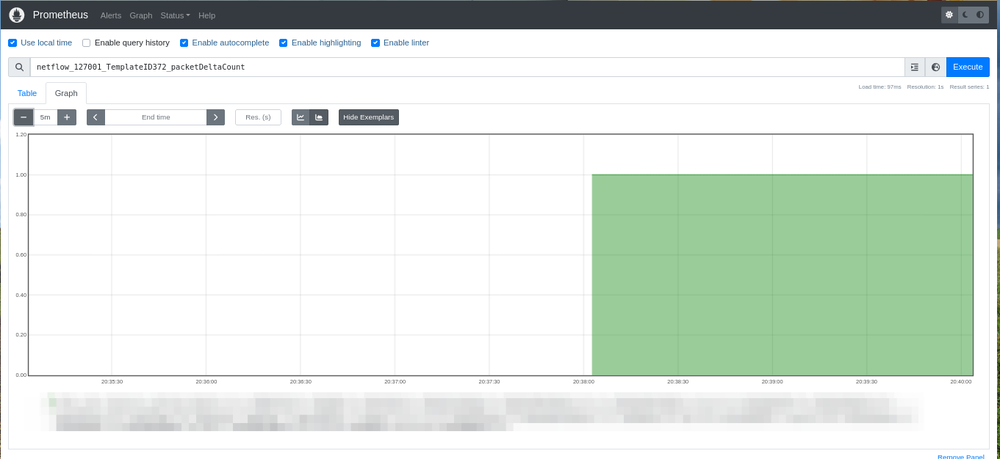 Prometheus Alerts Graph Status Help
Use local time Enable query history Enable autocomplete Enable highlighting Enable linter
netflow_127001_TemplateID372_packetDeltaCount Execute
Table Graph Load time: 97ms Resolution: 1s Result series: 1
− 5m + End time Res. (s) Hide Exemplars
1.20
1.00
0.80
0.60
0.40
0.20
0.00
20:35:30 20:36:00 20:36:30 20:37:00 20:37:30 20:38:00 20:38:30 20:39:00 20:39:30 20:40:00
Remove Panel